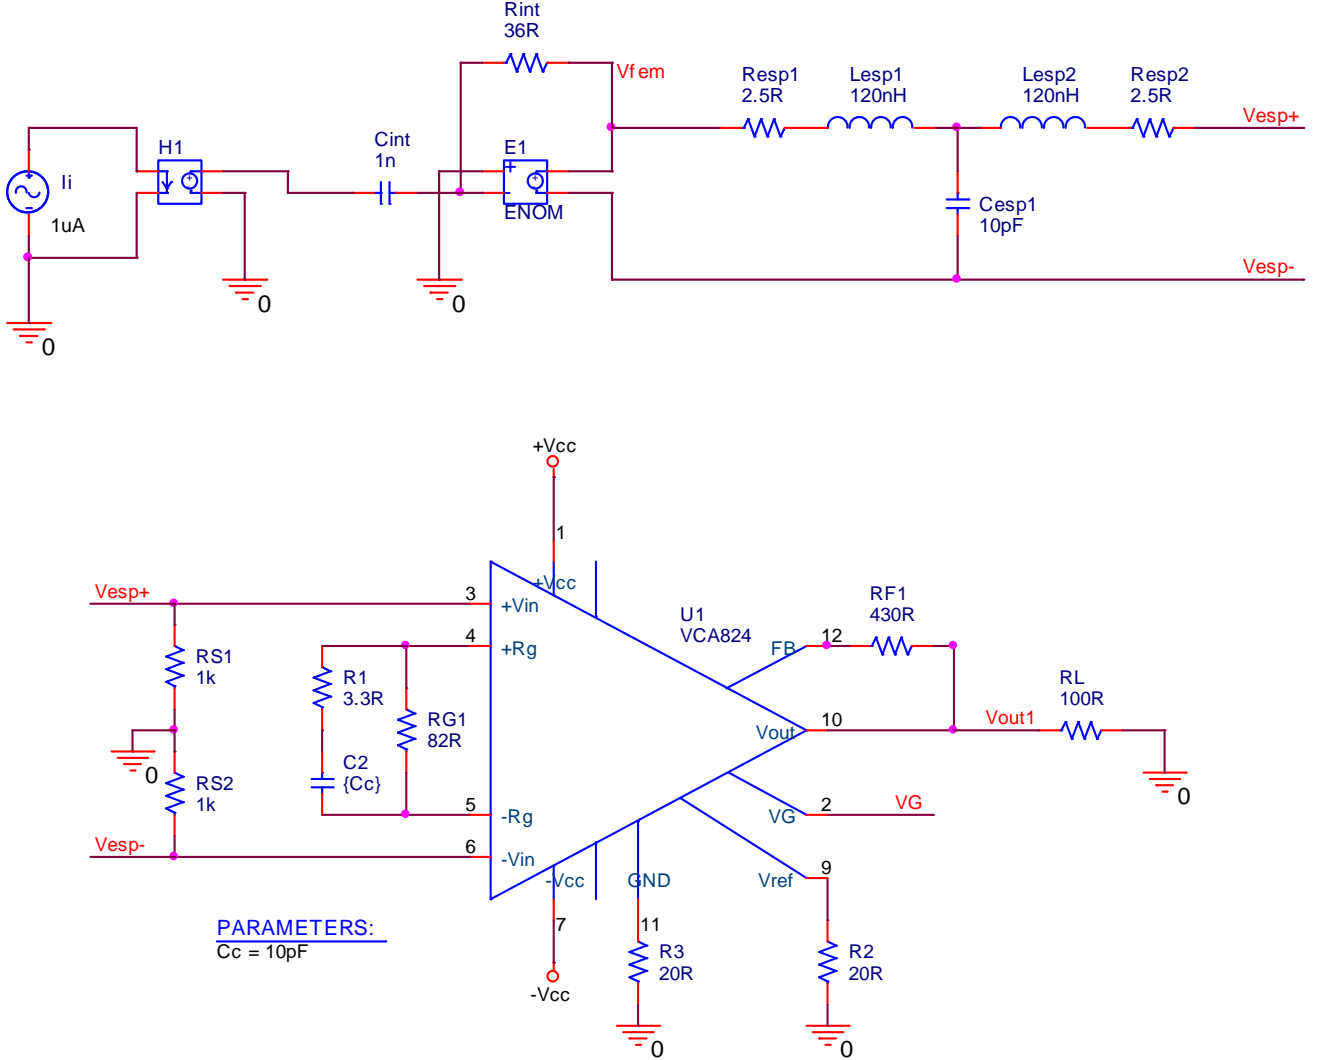 Rint
36R
Vfem
Resp1
2.5R
Lesp1
120nH
Lesp2
120nH
Resp2
2.5R
Vesp+
H1
Cint
1n
E1
+
-
ENOM
Ii
+
-
1uA
Cesp1
10pF
Vesp-
0
0
0
+Vcc
1
+Vcc
Vesp+
3
+Vin
U1
VCA824
RF1
430R
4
+Rg
FB
12
RS1
1k
R1
3.3R
RG1
82R
RL
100R
Vout
10
Vout1
0
C2
{Cc}
RS2
1k
0
5
-Rg
VG
2
VG
Vesp-
6
-Vin
-Vcc
GND
Vref
9
PARAMETERS:
Cc = 10pF
7
11
R3
20R
R2
20R
-Vcc
0
0